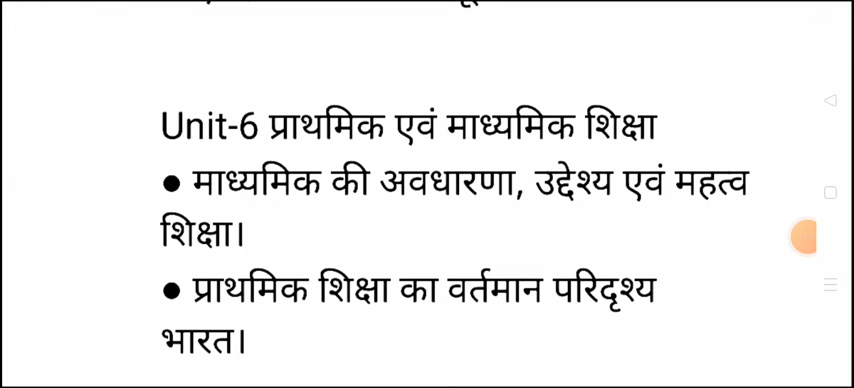 Unit-6 प्राथमिक एवं माध्यमिक शिक्षा
● माध्यमिक की अवधारणा, उद्देश्य एवं महत्व
शिक्षा।
● प्राथमिक शिक्षा का वर्तमान परिदृश्य
भारत।